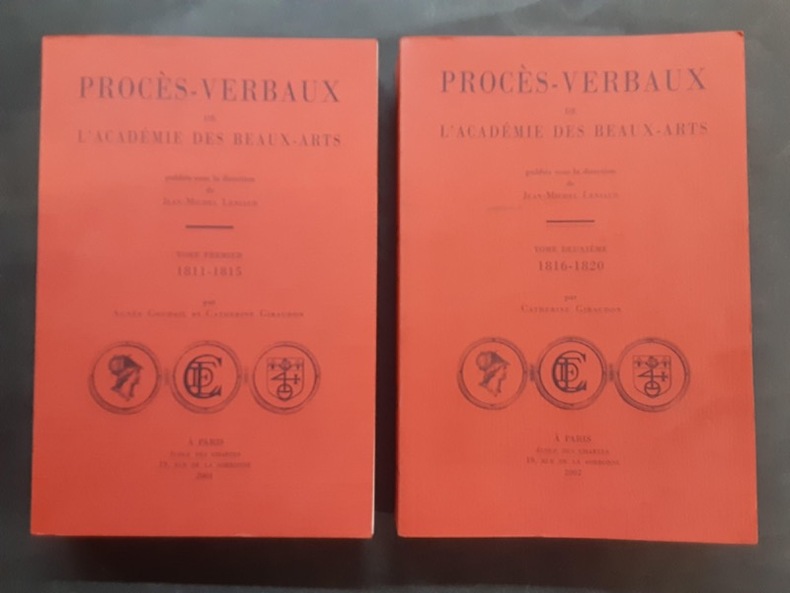 PROCÈS-VERBAUX
DE
L'ACADÉMIE DES BEAUX-ARTS
publiés sous la direction
de
JEAN-MICHEL LENIAUD
TOME PREMIER
1811-1815
par
ET CATHERINE GIRAUDON
À PARIS
ÉCOLE DES CHARTES
19, RUE DE LA SORBONNE
2001
PROCÈS-VERBAUX
DE
L'ACADÉMIE DES BEAUX-ARTS
publiés sous la direction
de
JEAN-MICHEL LENIAUD
TOME DEUXIÈME
1816-1820
par
CATHERINE GIRAUDON
À PARIS
ÉCOLE DES CHARTES
19, RUE DE LA SORBONNE
2002